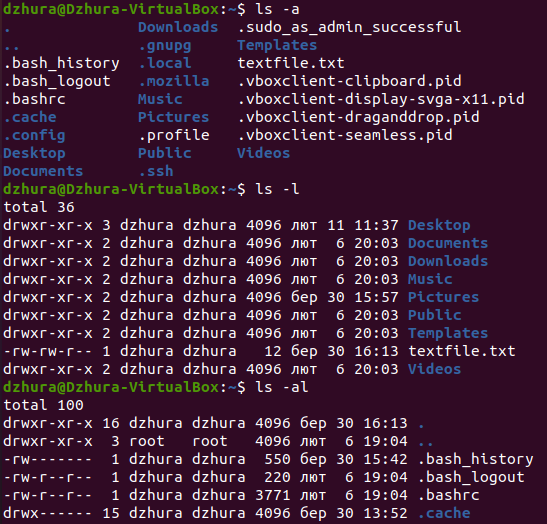 dzhura@Dzhura-VirtualBox:~$ ls -a
. Downloads .sudo_as_admin_successful
.. .gnupg Templates
.bash_history .local textfile.txt
.bash_logout .mozilla .vboxclient-clipboard.pid
.bashrc Music .vboxclient-display-svga-x11.pid
.cache Pictures .vboxclient-draganddrop.pid
.config .profile .vboxclient-seamless.pid
Desktop Public Videos
Documents .ssh
dzhura@Dzhura-VirtualBox:~$ ls -l
total 36
drwxr-xr-x 3 dzhura dzhura 4096 лют 11 11:37 Desktop
drwxr-xr-x 2 dzhura dzhura 4096 лют 6 20:03 Documents
drwxr-xr-x 2 dzhura dzhura 4096 лют 6 20:03 Downloads
drwxr-xr-x 2 dzhura dzhura 4096 лют 6 20:03 Music
drwxr-xr-x 2 dzhura dzhura 4096 бер 30 15:57 Pictures
drwxr-xr-x 2 dzhura dzhura 4096 лют 6 20:03 Public
drwxr-xr-x 2 dzhura dzhura 4096 лют 6 20:03 Templates
-rw-rw-r-- 1 dzhura dzhura 12 бер 30 16:13 textfile.txt
drwxr-xr-x 2 dzhura dzhura 4096 лют 6 20:03 Videos
dzhura@Dzhura-VirtualBox:~$ ls -al
total 100
drwxr-xr-x 16 dzhura dzhura 4096 бер 30 16:13 .
drwxr-xr-x 3 root root 4096 лют 6 19:04 ..
-rw------- 1 dzhura dzhura 550 бер 30 15:42 .bash_history
-rw-r--r-- 1 dzhura dzhura 220 лют 6 19:04 .bash_logout
-rw-r--r-- 1 dzhura dzhura 3771 лют 6 19:04 .bashrc
drwx------ 15 dzhura dzhura 4096 бер 30 13:52 .cache